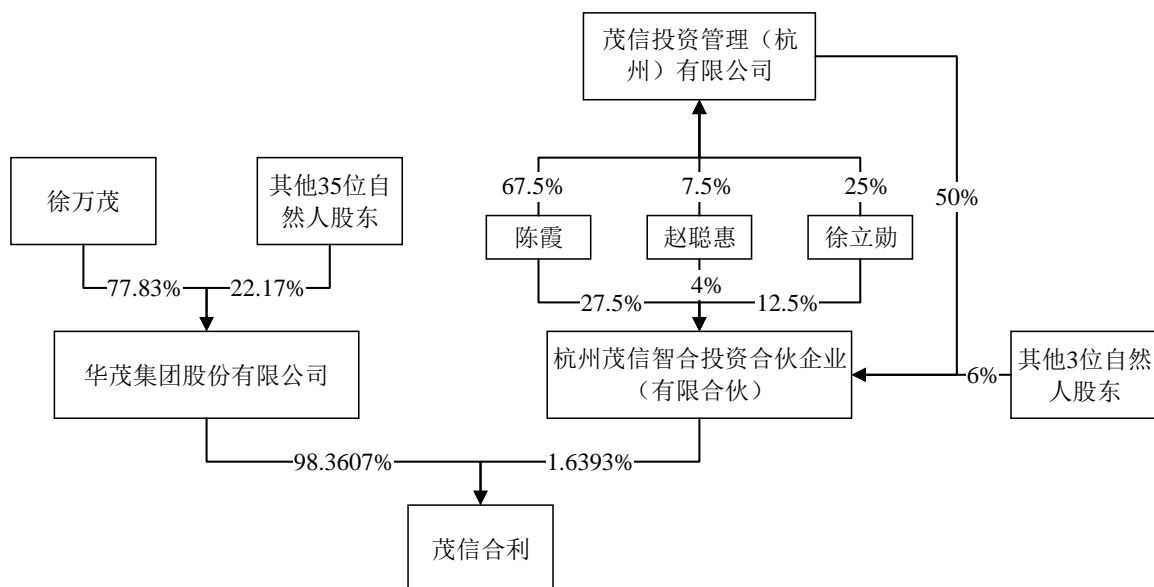 茂信投资管理（杭
州）有限公司
徐万茂
其他35位自
然人股东
67.5%
7.5%
25%
50%
陈霞
赵聪惠
徐立勋
77.83%
22.17%
27.5%
4%
12.5%
华茂集团股份有限公司
杭州茂信智合投资合伙企业
（有限合伙）
6%
其他3位自然
人股东
98.3607%
1.6393%
茂信合利